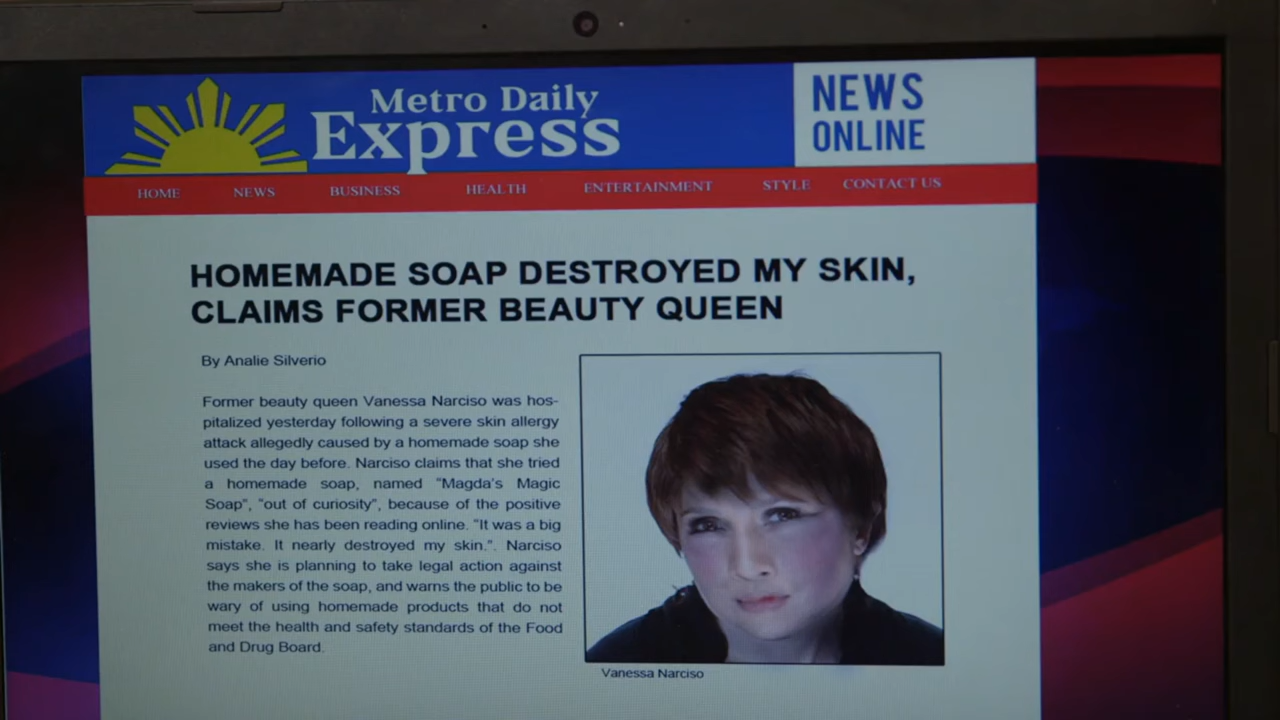 Metro Daily
Express
NEWS
ONLINE
HOME NEWS BUSINESS HEALTH ENTERTAINMENT STYLE CONTACT US
HOMEMADE SOAP DESTROYED MY SKIN,
CLAIMS FORMER BEAUTY QUEEN
By Analie Silverio
Former beauty queen Vanessa Narciso was hos-
pitalized yesterday following a severe skin allergy
attack allegedly caused by a homemade soap she
used the day before. Narciso claims that she tried
a homemade soap, named "Magda's Magic
Soap", "out of curiosity", because of the positive
reviews she has been reading online. "It was a big
mistake. It nearly destroyed my skin.". Narciso
says she is planning to take legal action against
the makers of the soap, and warns the public to be
wary of using homemade products that do not
meet the health and safety standards of the Food
and Drug Board.
Vanessa Narciso